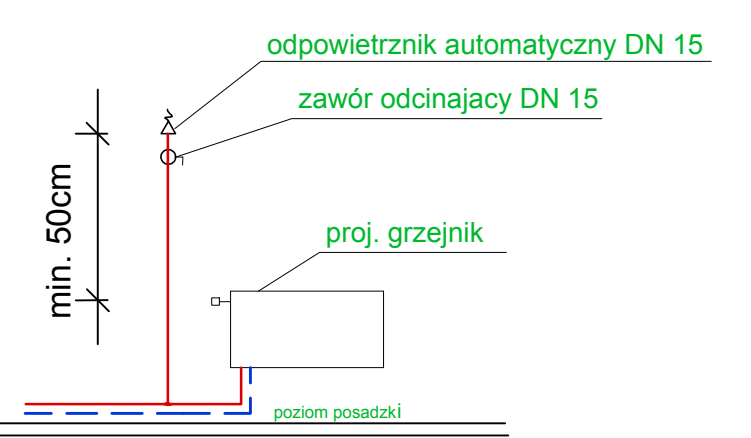 odpowietrznik automatyczny DN 15
zawór odcinajacy DN 15
min. 50cm
proj. grzejnik
poziom posadzki